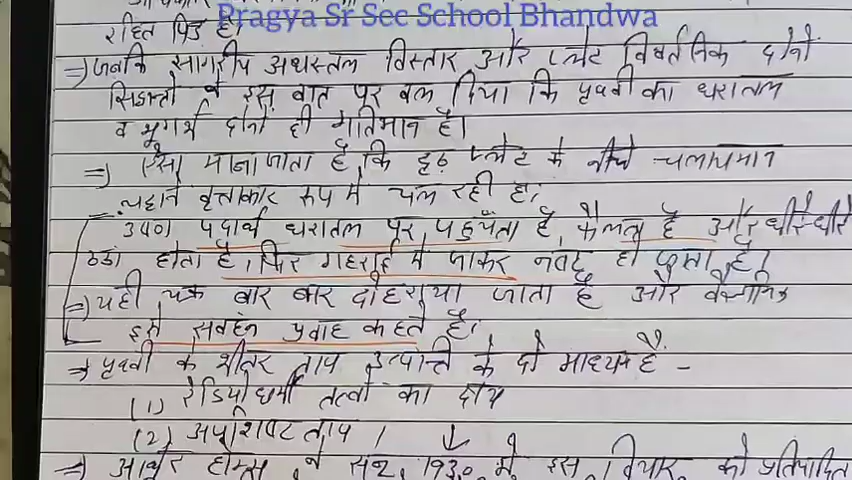 Pragya Sr Sec School Bhandwa
रहित पिंड है।
⇒ जबकि सागरीय अधस्तल विस्तार और प्लेट विवर्तनिक दोनो
सिद्धान्तो ने इस बात पर बल दिया कि पृथ्वी का धरातल
व भूगर्भ दोनो ही गतिमान है।
⇒ ऐसा माना जाता है कि दृढ़ प्लेट के नीचे चलायमान
चट्टाने वृत्ताकार रूप में चल रही है।
उष्ण पदार्थ धरातल पर पहुँचता है, फैलता है और धीरे-धीरे
ठंडा होता है, फिर गहराई में जाकर नष्ट हो जाता है।
⇒ यही चक्र बार बार दोहराया जाता है और वैज्ञानिक
इसे संवहन प्रवाह कहते है।
⇒ पृथ्वी के भीतर ताप उत्पत्ति के दो माध्यम है -
(1) रेडियोधर्मी तत्वों का क्षय
(2) अवशिष्ट ताप।
⇒ आर्थर होम्स ने सन् 1930 में इस विचार को प्रतिपादित